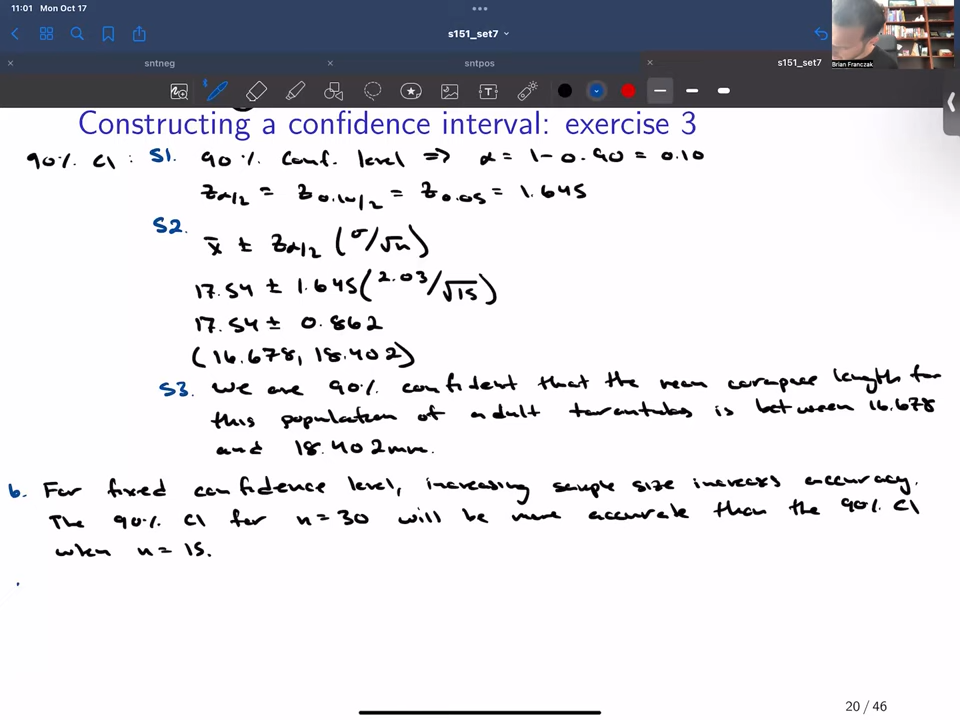 11:01 Mon Oct 17
s151_set7
sntneg
sntpos
s151_set7
Brian Franczak
Constructing a confidence interval: exercise 3
90% CI : S1. 90% conf. level => α = 1 - 0.90 = 0.10
zα/2 = z0.10/2 = z0.05 = 1.645
S2.
x̄ ± zα/2 (σ/√n)
17.54 ± 1.645(2.03/√15)
17.54 ± 0.862
(16.678, 18.402)
S3. We are 90% confident that the mean carapace length for
this population of adult tarantulas is between 16.678
and 18.402mm.
b. For fixed confidence level, increasing sample size increases accuracy.
The 90% CI for n=30 will be more accurate than the 90% CI
when n=15.
20 / 46